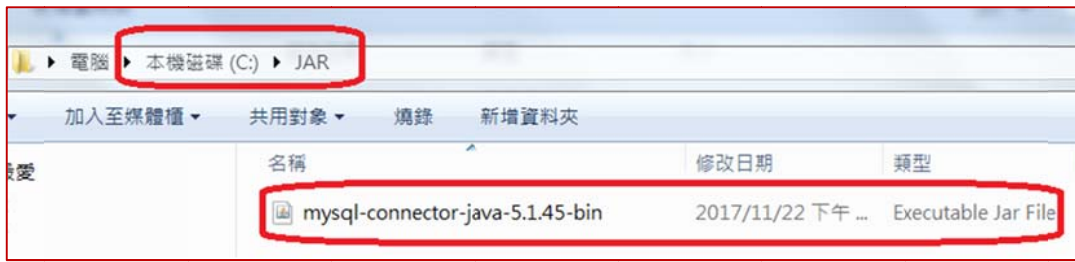 電腦 ▸ 本機磁碟 (C:) ▸ JAR
加入至媒體櫃 ▾ 共用對象 ▾ 燒錄 新增資料夾
愛 名稱 修改日期 類型
mysql-connector-java-5.1.45-bin 2017/11/22 下午 ... Executable Jar File